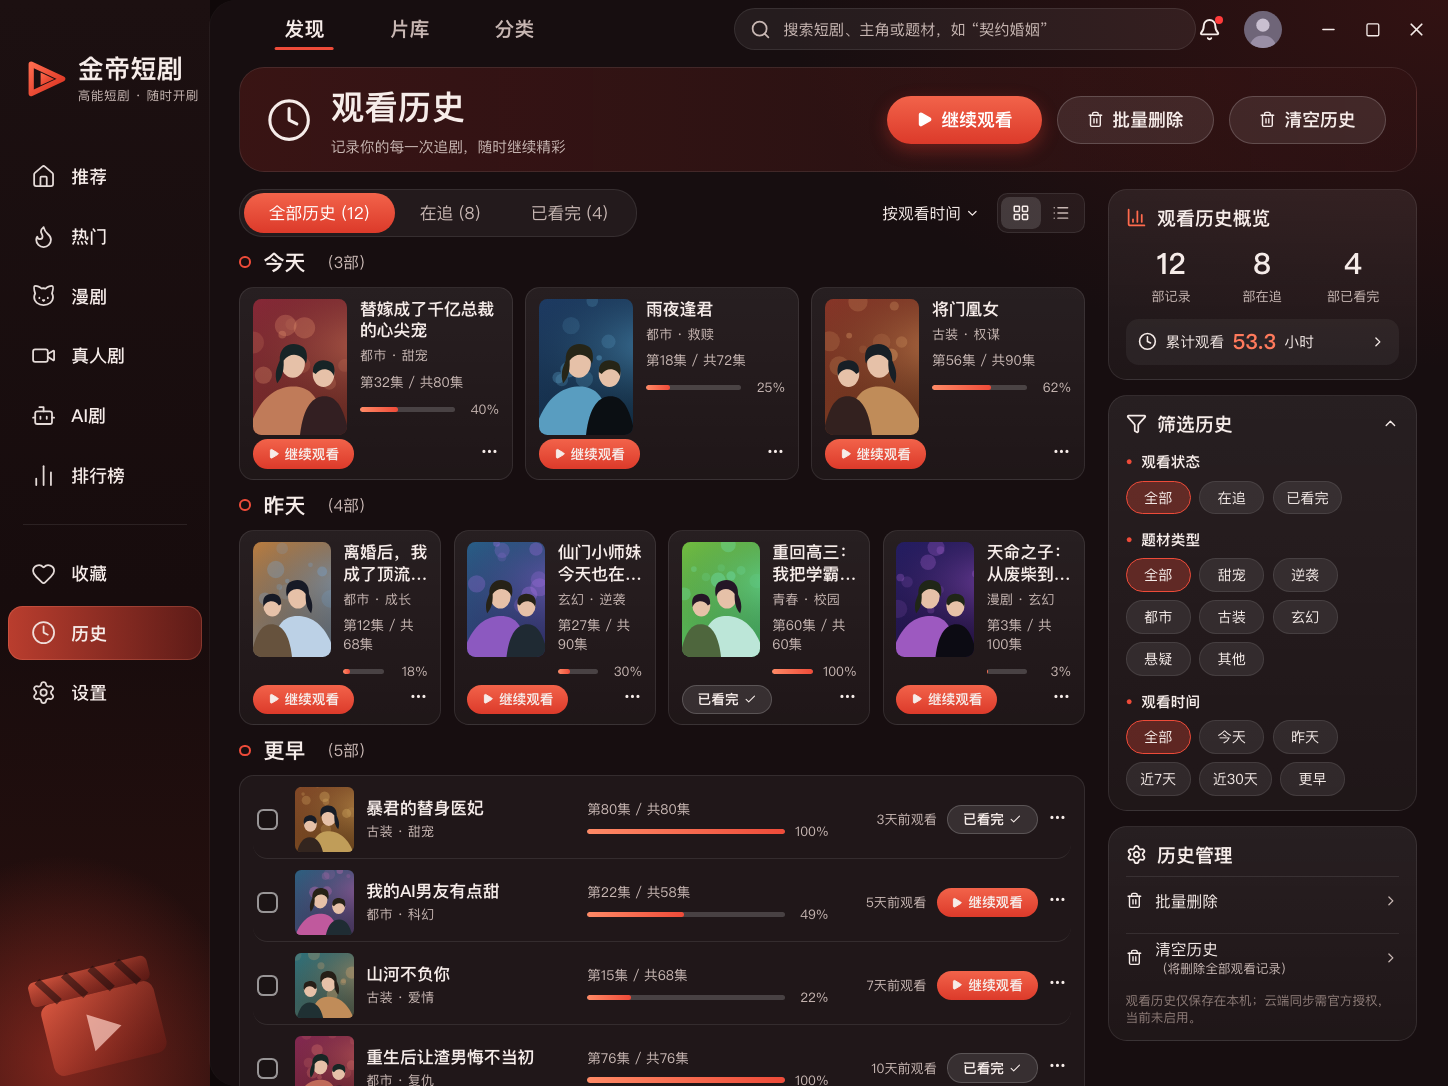 金帝短剧
高能短剧 · 随时开刷
推荐
热门
漫剧
真人剧
AI剧
排行榜
收藏
历史
设置
发现
片库
分类
搜索短剧、主角或题材，如 “契约婚姻”
观看历史
记录你的每一次追剧，随时继续精彩
继续观看
批量删除
清空历史
全部历史 (12)
在追 (8)
已看完 (4)
按观看时间
今天 (3部)
替嫁成了千亿总裁
的心尖宠
都市 · 甜宠
第32集 / 共80集
40%
继续观看
雨夜逢君
都市 · 救赎
第18集 / 共72集
25%
继续观看
将门凰女
古装 · 权谋
第56集 / 共90集
62%
继续观看
昨天 (4部)
离婚后，我
成了顶流...
都市 · 成长
第12集 / 共
68集
18%
继续观看
仙门小师妹
今天也在...
玄幻 · 逆袭
第27集 / 共
90集
30%
继续观看
重回高三：
我把学霸...
青春 · 校园
第60集 / 共
60集
100%
已看完
天命之子：
从废柴到...
漫剧 · 玄幻
第3集 / 共
100集
3%
继续观看
更早 (5部)
暴君的替身医妃
古装 · 甜宠
第80集 / 共80集
100%
3天前观看
已看完
我的AI男友有点甜
都市 · 科幻
第22集 / 共58集
49%
5天前观看
继续观看
山河不负你
古装 · 爱情
第15集 / 共68集
22%
7天前观看
继续观看
重生后让渣男悔不当初
都市 · 复仇
第76集 / 共76集
100%
10天前观看
已看完
观看历史概览
12 8 4
部记录 部在追 部已看完
累计观看 53.3 小时
筛选历史
观看状态
全部 在追 已看完
题材类型
全部 甜宠 逆袭
都市 古装 玄幻
悬疑 其他
观看时间
全部 今天 昨天
近7天 近30天 更早
历史管理
批量删除
清空历史
（将删除全部观看记录）
观看历史仅保存在本机；云端同步需官方授权，
当前未启用。